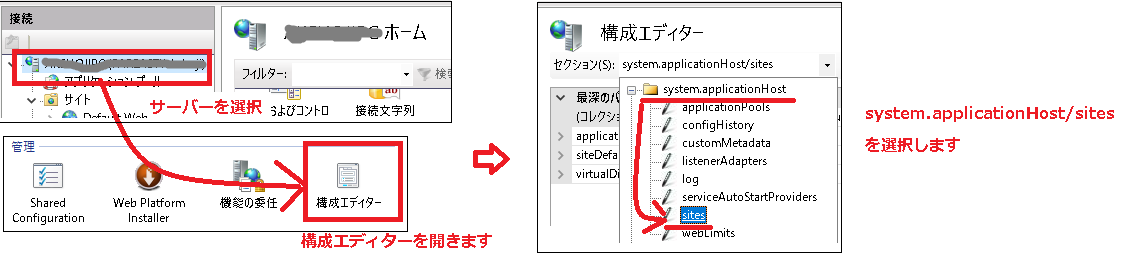 接続
ホーム
フィルター:
検索
アプリケーション プール
サイト
Default Web
サーバーを選択
およびコントロ
接続文字列
管理
Shared Configuration
Web Platform Installer
機能の委任
構成エディター
構成エディターを開きます
構成エディター
セクション(S): system.applicationHost/sites
最深のパ
(コレクショ
applicati
siteDefa
virtualDi
system.applicationHost
applicationPools
configHistory
customMetadata
listenerAdapters
log
serviceAutoStartProviders
sites
webLimits
system.applicationHost/sites
を選択します